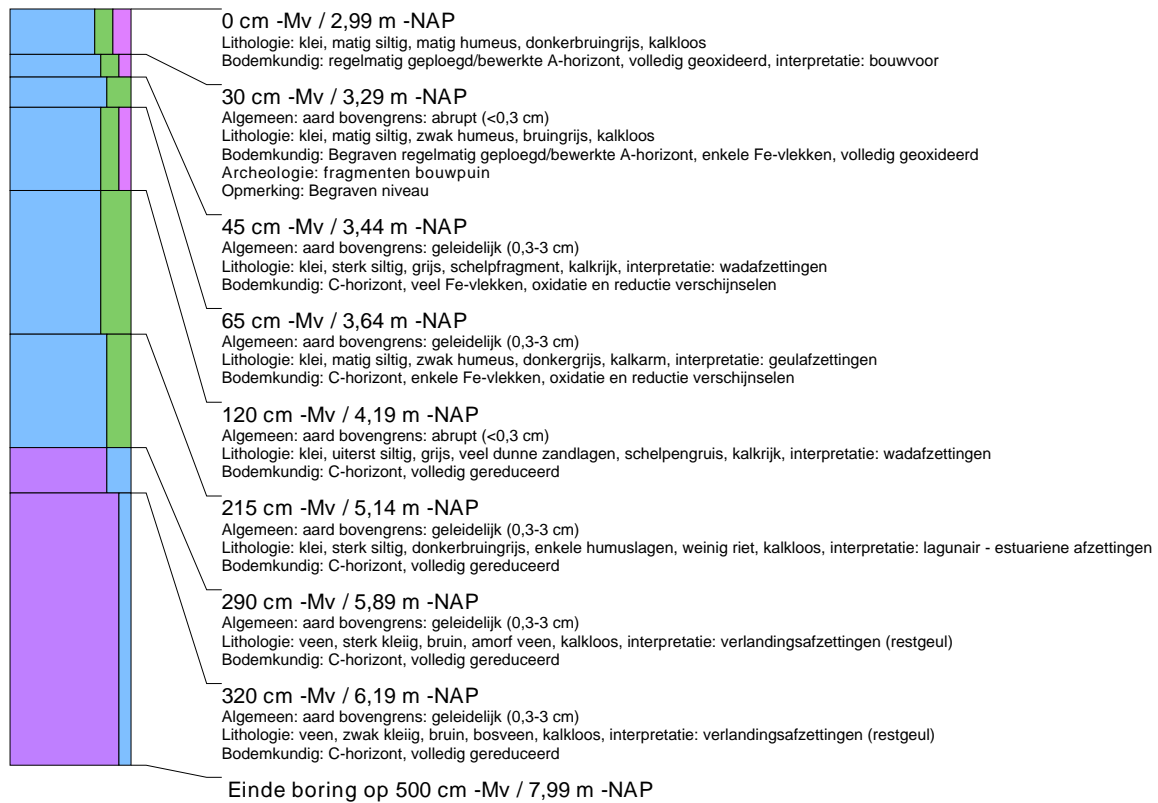 0 cm -Mv / 2,99 m -NAP
Lithologie: klei, matig siltig, matig humeus, donkerbruingrijs, kalkloos
Bodemkundig: regelmatig geploegd/bewerkte A-horizont, volledig geoxideerd, interpretatie: bouwvoor
30 cm -Mv / 3,29 m -NAP
Algemeen: aard bovengrens: abrupt (<0,3 cm)
Lithologie: klei, matig siltig, zwak humeus, bruingrijs, kalkloos
Bodemkundig: Begraven regelmatig geploegd/bewerkte A-horizont, enkele Fe-vlekken, volledig geoxideerd
Archeologie: fragmenten bouwpuin
Opmerking: Begraven niveau
45 cm -Mv / 3,44 m -NAP
Algemeen: aard bovengrens: geleidelijk (0,3-3 cm)
Lithologie: klei, sterk siltig, grijs, schelpfragment, kalkrijk, interpretatie: wadafzettingen
Bodemkundig: C-horizont, veel Fe-vlekken, oxidatie en reductie verschijnselen
65 cm -Mv / 3,64 m -NAP
Algemeen: aard bovengrens: geleidelijk (0,3-3 cm)
Lithologie: klei, matig siltig, zwak humeus, donkergrijs, kalkarm, interpretatie: geulafzettingen
Bodemkundig: C-horizont, enkele Fe-vlekken, oxidatie en reductie verschijnselen
120 cm -Mv / 4,19 m -NAP
Algemeen: aard bovengrens: abrupt (<0,3 cm)
Lithologie: klei, uiterst siltig, grijs, veel dunne zandlagen, schelpengruis, kalkrijk, interpretatie: wadafzettingen
Bodemkundig: C-horizont, volledig gereduceerd
215 cm -Mv / 5,14 m -NAP
Algemeen: aard bovengrens: geleidelijk (0,3-3 cm)
Lithologie: klei, sterk siltig, donkerbruingrijs, enkele humuslagen, weinig riet, kalkloos, interpretatie: lagunair - estuariene afzettingen
Bodemkundig: C-horizont, volledig gereduceerd
290 cm -Mv / 5,89 m -NAP
Algemeen: aard bovengrens: geleidelijk (0,3-3 cm)
Lithologie: veen, sterk kleiig, bruin, amorf veen, kalkloos, interpretatie: verlandingsafzettingen (restgeul)
Bodemkundig: C-horizont, volledig gereduceerd
320 cm -Mv / 6,19 m -NAP
Algemeen: aard bovengrens: geleidelijk (0,3-3 cm)
Lithologie: veen, zwak kleiig, bruin, bosveen, kalkloos, interpretatie: verlandingsafzettingen (restgeul)
Bodemkundig: C-horizont, volledig gereduceerd
Einde boring op 500 cm -Mv / 7,99 m -NAP